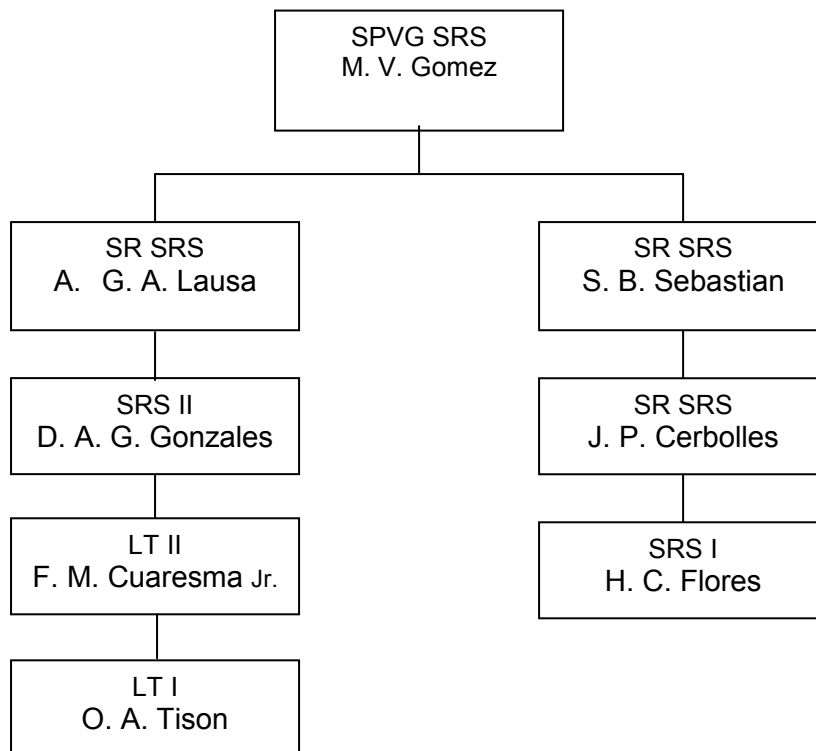 SPVG SRS
M. V. Gomez
SR SRS
A. G. A. Lausa
SR SRS
S. B. Sebastian
SRS II
D. A. G. Gonzales
SR SRS
J. P. Cerbolles
LT II
F. M. Cuaresma Jr.
SRS I
H. C. Flores
LT I
O. A. Tison